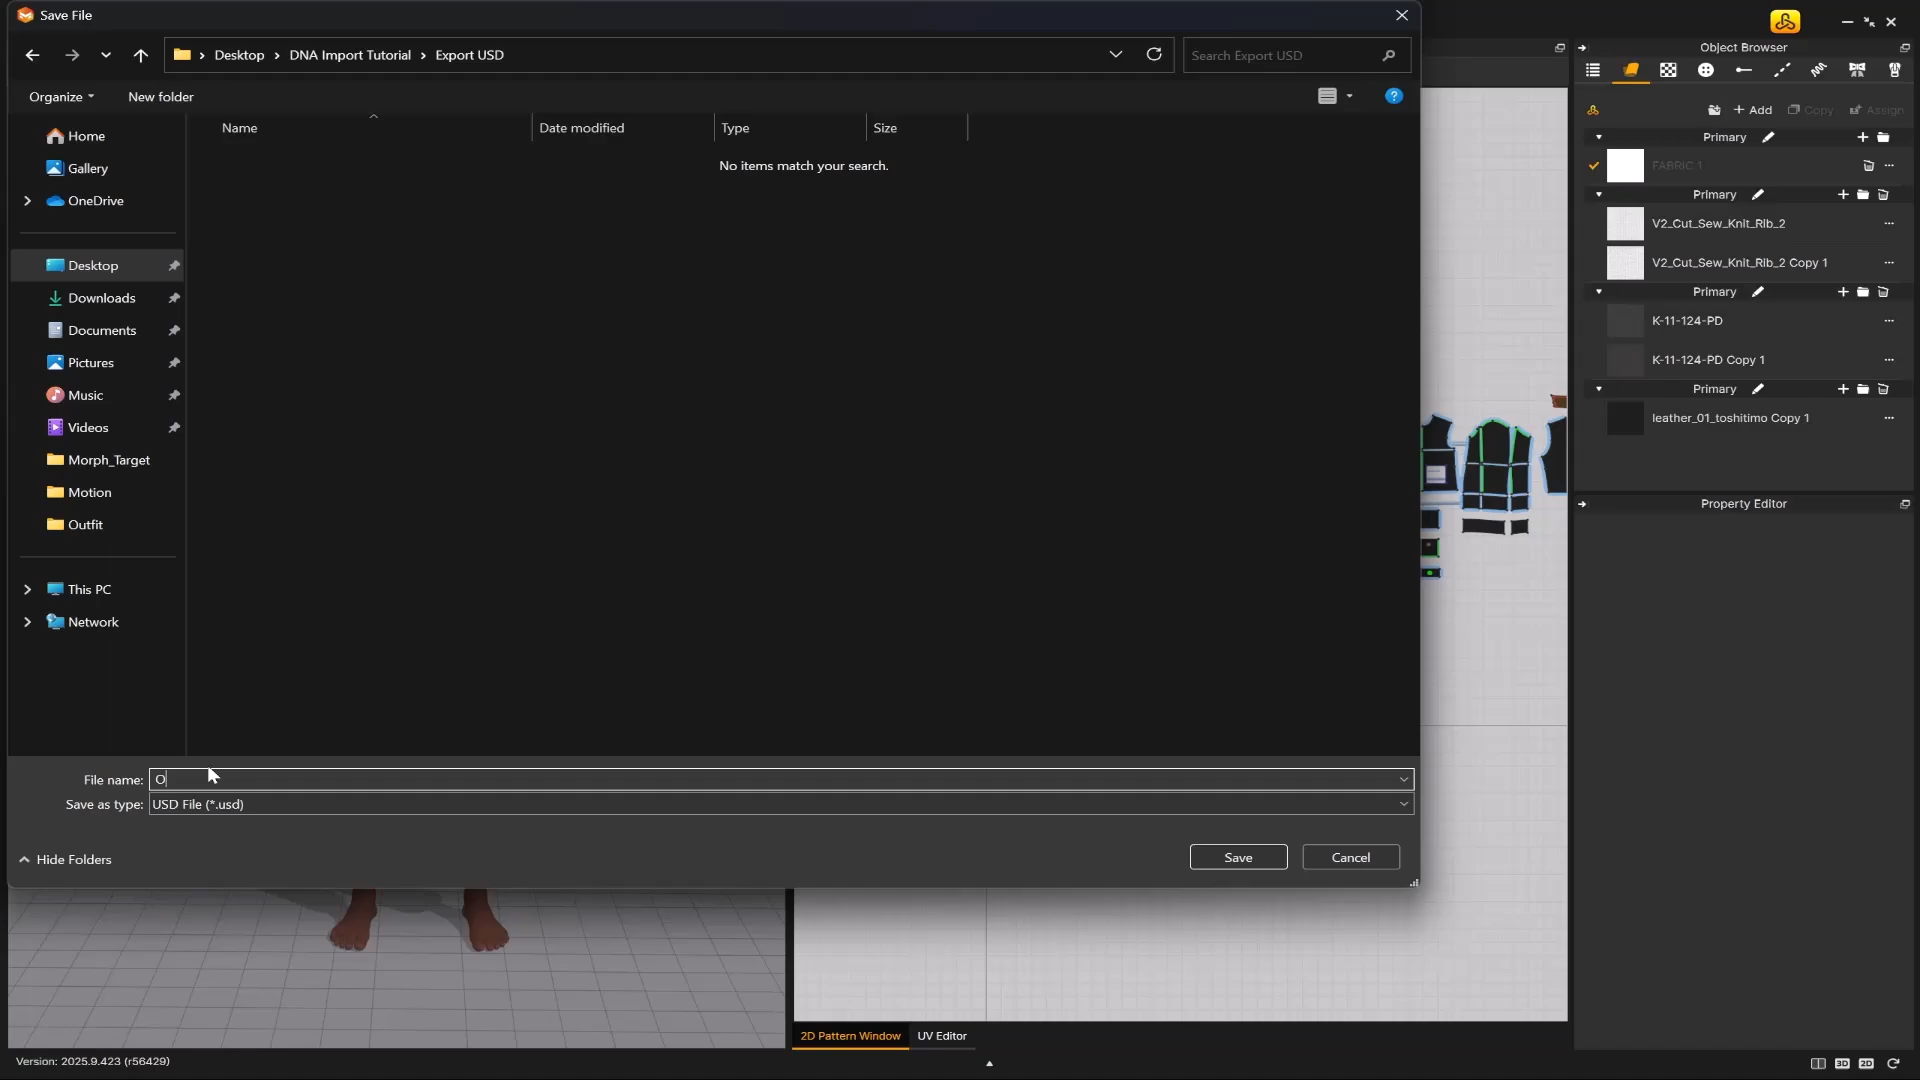 Save File
Desktop > DNA Import Tutorial > Export USD
Search Export USD
Organize
New folder
Name
Date modified
Type
Size
No items match your search.
Home
Gallery
OneDrive
Desktop
Downloads
Documents
Pictures
Music
Videos
Morph_Target
Motion
Outfit
This PC
Network
File name: O
Save as type: USD File (*.usd)
Hide Folders
Save
Cancel
Object Browser
+ Add
Copy
Assign
Primary
FABRIC 1
Primary
V2_Cut_Sew_Knit_Rib_2
V2_Cut_Sew_Knit_Rib_2 Copy 1
Primary
K-11-124-PD
K-11-124-PD Copy 1
Primary
leather_01_toshitimo Copy 1
Property Editor
2D Pattern Window
UV Editor
Version: 2025.9.423 (r56429)
3D
2D